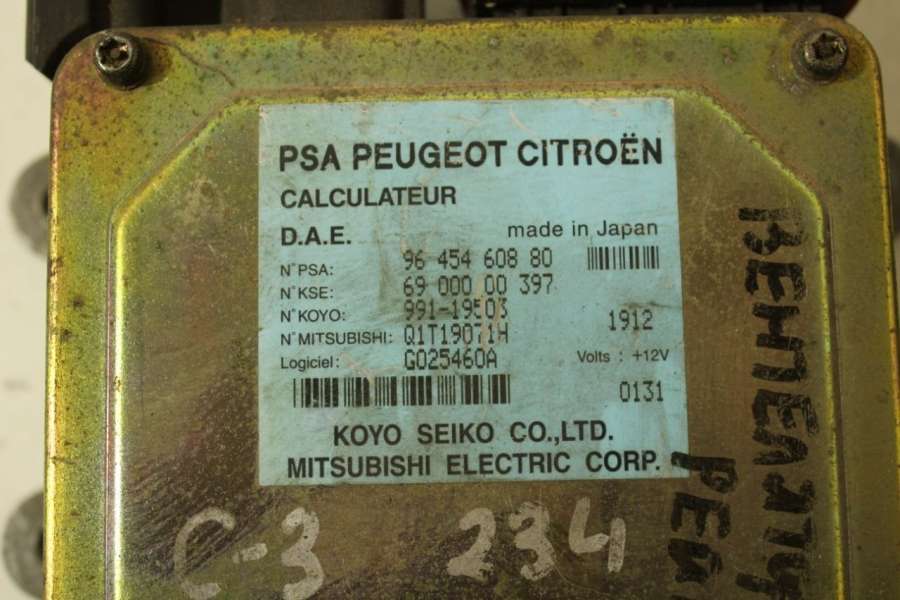 PSA PEUGEOT CITROËN
CALCULATEUR
D.A.E. made in Japan
N°PSA: 96 454 608 80
N°KSE: 69 000 00 397
N°KOYO: 991-19503
1912
N°MITSUBISHI: Q1T19071H
Logiciel: G025460A Volts : +12V
0131
KOYO SEIKO CO.,LTD.
MITSUBISHI ELECTRIC CORP.
C-3 234